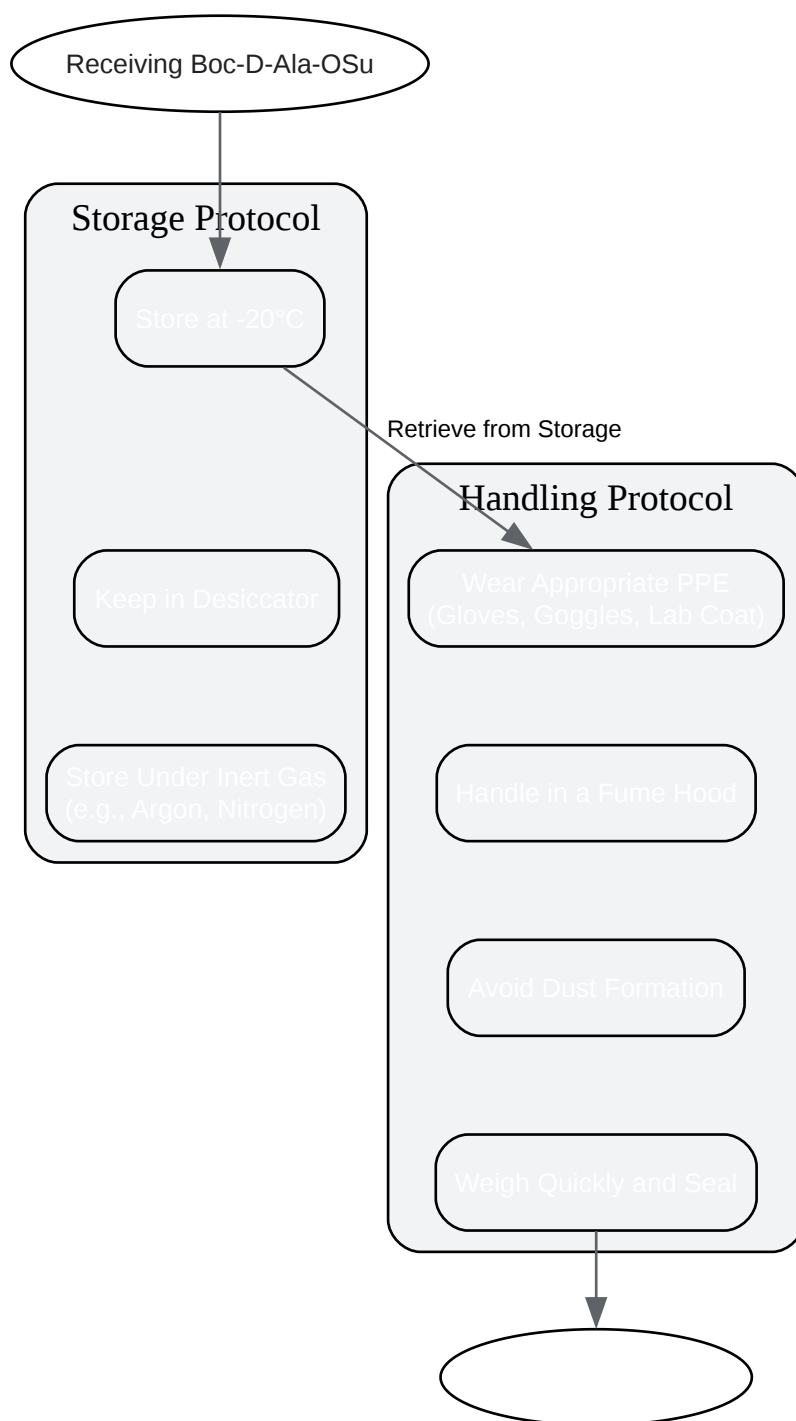 Receiving Boc-D-Ala-OSu
Storage Protocol
Store at -20°C
Retrieve from Storage
Handling Protocol
Keep in Desiccator
Wear Appropriate PPE
(Gloves, Goggles, Lab Coat)
Store Under Inert Gas
(e.g., Argon, Nitrogen)
Handle in a Fume Hood
Avoid Dust Formation
Weigh Quickly and Seal